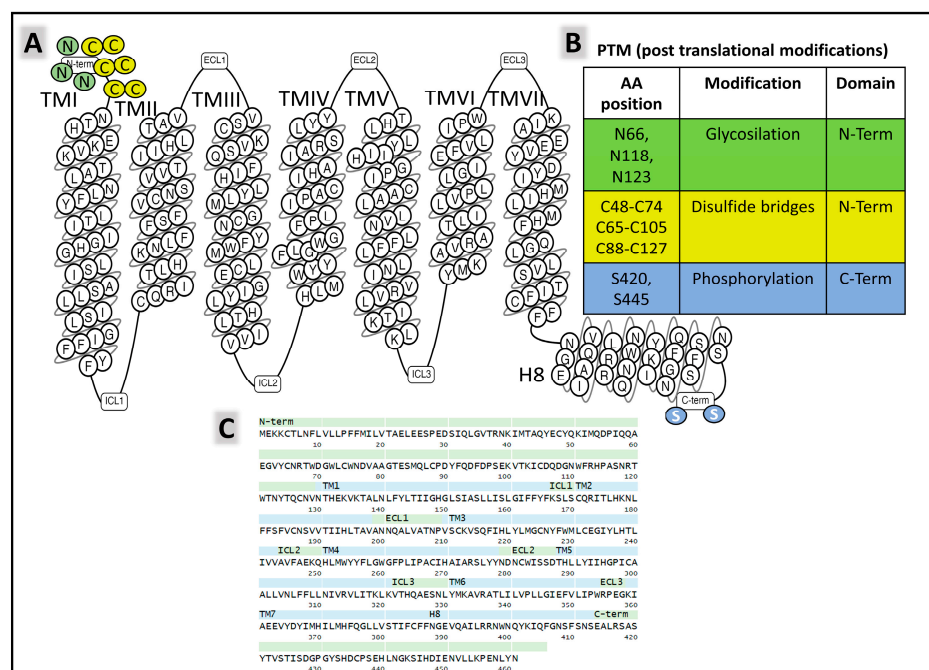 A
B
PTM (post translational modifications)
AA position
Modification
Domain
N66, N118, N123
Glycosilation
N-Term
C48-C74
C65-C105
C88-C127
Disulfide bridges
N-Term
S420, S445
Phosphorylation
C-Term
N C C
N-term
N C C
N C C
ECL1
ECL2
ECL3
TMI
TMII
TMIII
TMIV
TMV
TMVI
TMVII
H T N
K V K E
L A T
Y F L N
I T I
G H G I
I S L
L L S A
L S I
F F I G
F Y
T A V
I I H L
V V T
V C N S
F S F
K N L F
T L H
C Q R I
C S V
Q S V K
H I F
M L Y L
N C G
M W F Y
E C L
L Y I G
L T H
V V I
L Y Y
I A R S
I H A
I P A C
F P L
F L G W G
W Y Y
H L M
L H T
H I I Y L
I P G
L A A C
N V L
L F F L
I N L
L V R V
K T I
K L
I P W
E F V L
L G I
L V P L
L I T
A V R A
Y M K
A I K
Y V E E
I Y D
L I H M
F H M
L G Q
S V L
C F I T
F F
ICL1
ICL2
ICL3
H8
N V L N Y Q S N
G Q R W K F F S
E A R N I N S
I Q G
C-term
S S
C
N-term
MEKKCTLNFLVLLPFFMILVTAELEESPEDSIQLGVTRNKIMTAQYECYQKIMQDPIQQA
10 20 30 40 50 60
EGVYCNRTWDGWLCWNDVAAGTESMQLCPDYFQDFDPSEKVTKICDQDGNWFRHPASNRT
70 80 90 100 110 120
TM1 ICL1 TM2
WTNYTQCNVNTHEKVKTALNLFYLTIIGHGLSIASLLISLGIFFYFKSLSCQRITLHKNL
130 140 150 160 170 180
ECL1 TM3
FFSFVCNSVVTIIHLTAVANNQALVATNPVSCKVSQFIHLYLMGCNYFWMLCEGIYLHTL
190 200 210 220 230 240
ICL2 TM4 ECL2 TM5
IVVAVFAEKQHLMWYYFLGWGFPLIPACIHAIARSLYYNDNCWISSDTHLLYIIHGPICA
250 260 270 280 290 300
ICL3 TM6 ECL3
ALLVNLFFLLNIVRVLITKLKVTHQAESNLYMKAVRATLILVPLLGIEFVLIPWRPEGKI
310 320 330 340 350 360
TM7 H8 C-term
AEEVYDYIMHILMHFQGLLVSTIFCFFNGEVQAILRRNWNQYKIQFGNSFSNSEALRSAS
370 380 390 400 410 420
YTVSTISDGPGYSHDCPSEHLNGKSIHDIENVLLKPENLYN
430 440 450 460